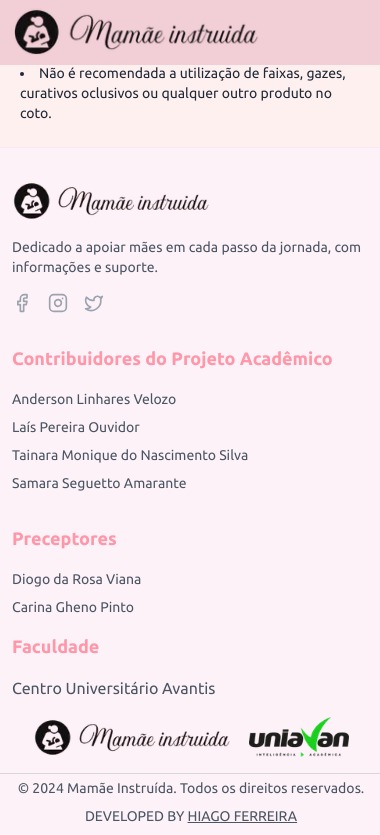 Mamãe instruida
• Não é recomendada a utilização de faixas, gazes,
curativos oclusivos ou qualquer outro produto no
coto.
Mamãe instruida
Dedicado a apoiar mães em cada passo da jornada, com
informações e suporte.
Contribuidores do Projeto Acadêmico
Anderson Linhares Velozo
Laís Pereira Ouvidor
Tainara Monique do Nascimento Silva
Samara Seguetto Amarante
Preceptores
Diogo da Rosa Viana
Carina Gheno Pinto
Faculdade
Centro Universitário Avantis
Mamãe instruida
uniavan
INTELIGÊNCIA ACADÊMICA
© 2024 Mamãe Instruída. Todos os direitos reservados.
DEVELOPED BY HIAGO FERREIRA